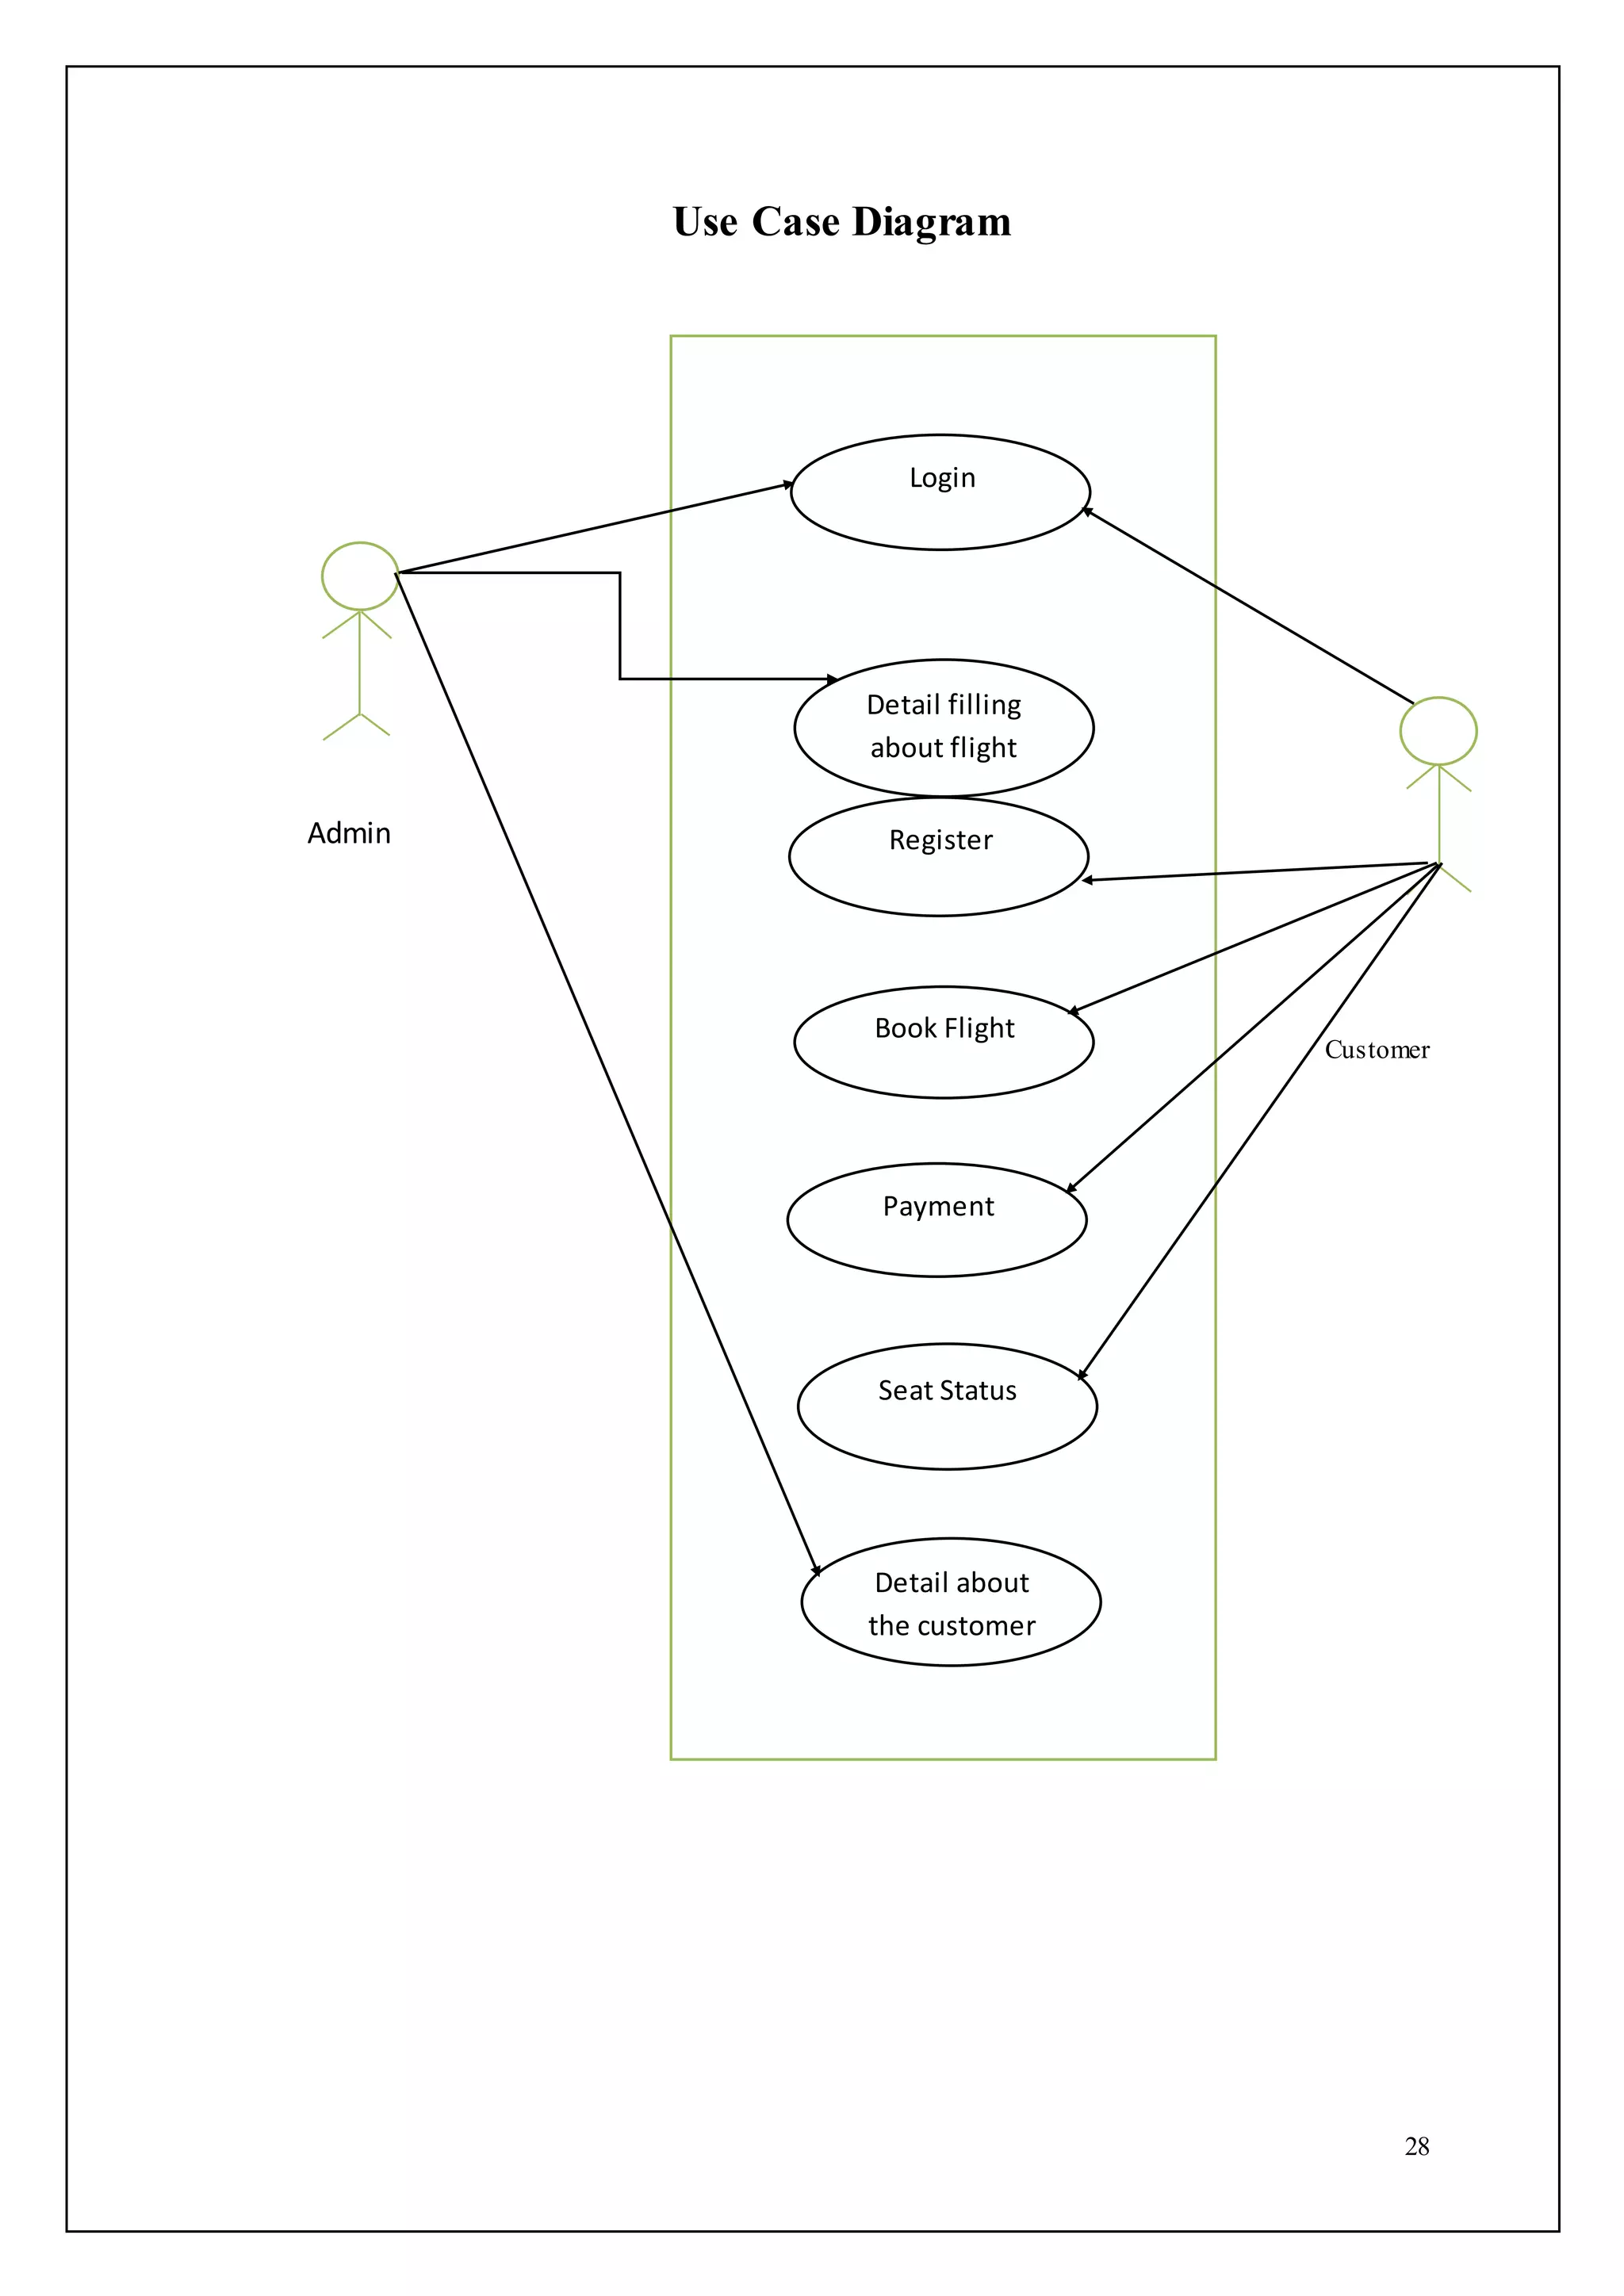 Use Case Diagram
Login
Detail filling
about flight
Admin
Register
Book Flight
Customer
Payment
Seat Status
Detail about
the customer
28